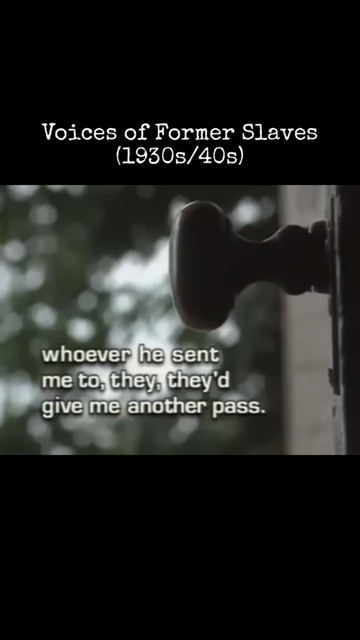 Voices of Former Slaves
(1930s/40s)
whoever he sent
me to, they, they'd
give me another pass.